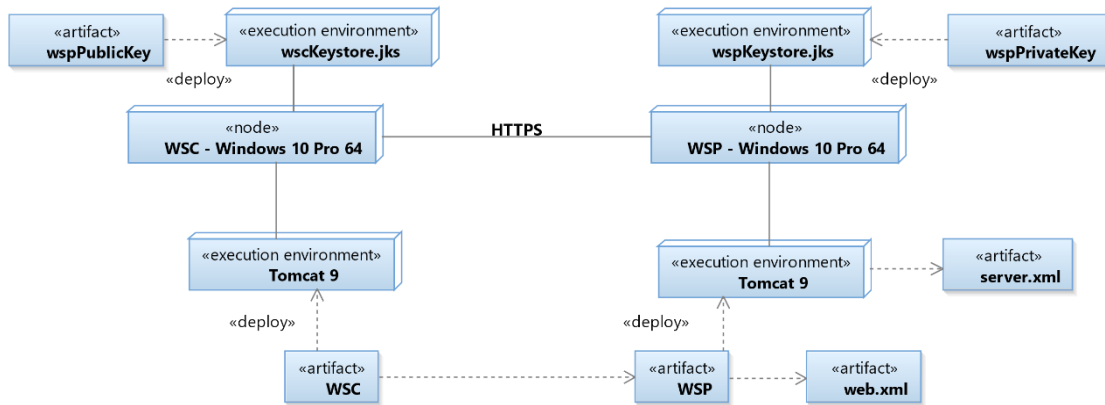 «artifact»
wspPublicKey
«deploy»
«execution environment»
wscKeystore.jks
«execution environment»
wspKeystore.jks
«artifact»
wspPrivateKey
«deploy»
«node»
WSC - Windows 10 Pro 64
HTTPS
«node»
WSP - Windows 10 Pro 64
«execution environment»
Tomcat 9
«execution environment»
Tomcat 9
«artifact»
server.xml
«deploy»
«deploy»
«artifact»
WSC
«artifact»
WSP
«artifact»
web.xml